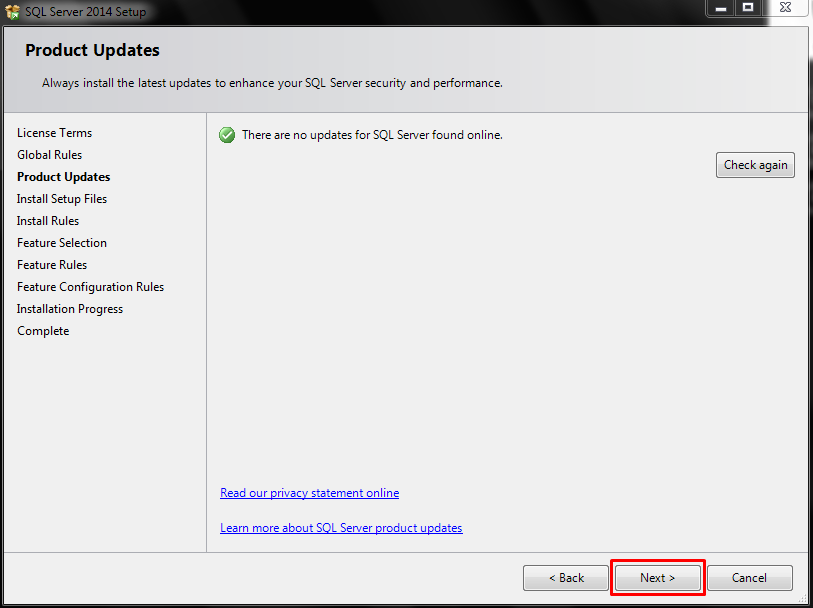 SQL Server 2014 Setup
Product Updates
Always install the latest updates to enhance your SQL Server security and performance.
License Terms
Global Rules
Product Updates
Install Setup Files
Install Rules
Feature Selection
Feature Rules
Feature Configuration Rules
Installation Progress
Complete
There are no updates for SQL Server found online.
Check again
Read our privacy statement online
Learn more about SQL Server product updates
< Back
Next >
Cancel